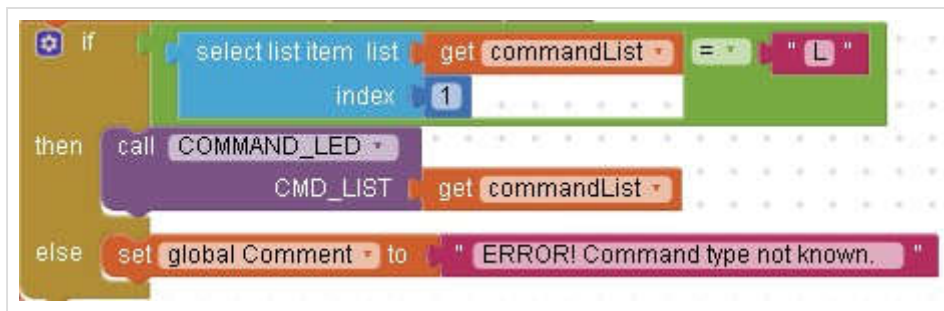 if select list item list get commandList = " L "
index 1
then call COMMAND_LED
CMD_LIST get commandList
else set global Comment to " ERROR! Command type not known. "